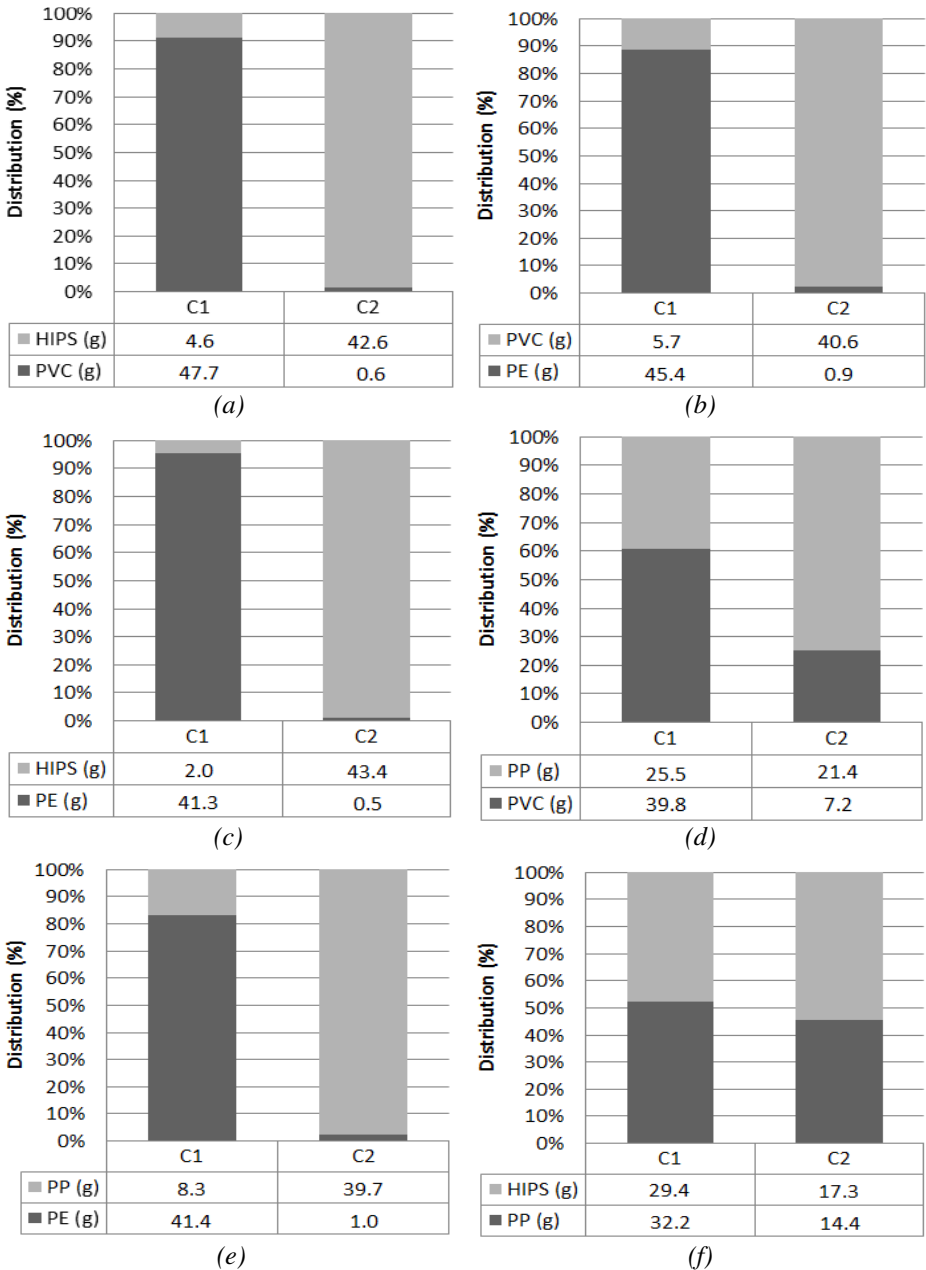 100%
90%
80%
70%
60%
50%
40%
30%
20%
10%
0%
Distribution (%)
C1 C2
HIPS (g) 4.6 42.6
PVC (g) 47.7 0.6
(a)
100%
90%
80%
70%
60%
50%
40%
30%
20%
10%
0%
Distribution (%)
C1 C2
PVC (g) 5.7 40.6
PE (g) 45.4 0.9
(b)
100%
90%
80%
70%
60%
50%
40%
30%
20%
10%
0%
Distribution (%)
C1 C2
HIPS (g) 2.0 43.4
PE (g) 41.3 0.5
(c)
100%
90%
80%
70%
60%
50%
40%
30%
20%
10%
0%
Distribution (%)
C1 C2
PP (g) 25.5 21.4
PVC (g) 39.8 7.2
(d)
100%
90%
80%
70%
60%
50%
40%
30%
20%
10%
0%
Distribution (%)
C1 C2
PP (g) 8.3 39.7
PE (g) 41.4 1.0
(e)
100%
90%
80%
70%
60%
50%
40%
30%
20%
10%
0%
Distribution (%)
C1 C2
HIPS (g) 29.4 17.3
PP (g) 32.2 14.4
(f)